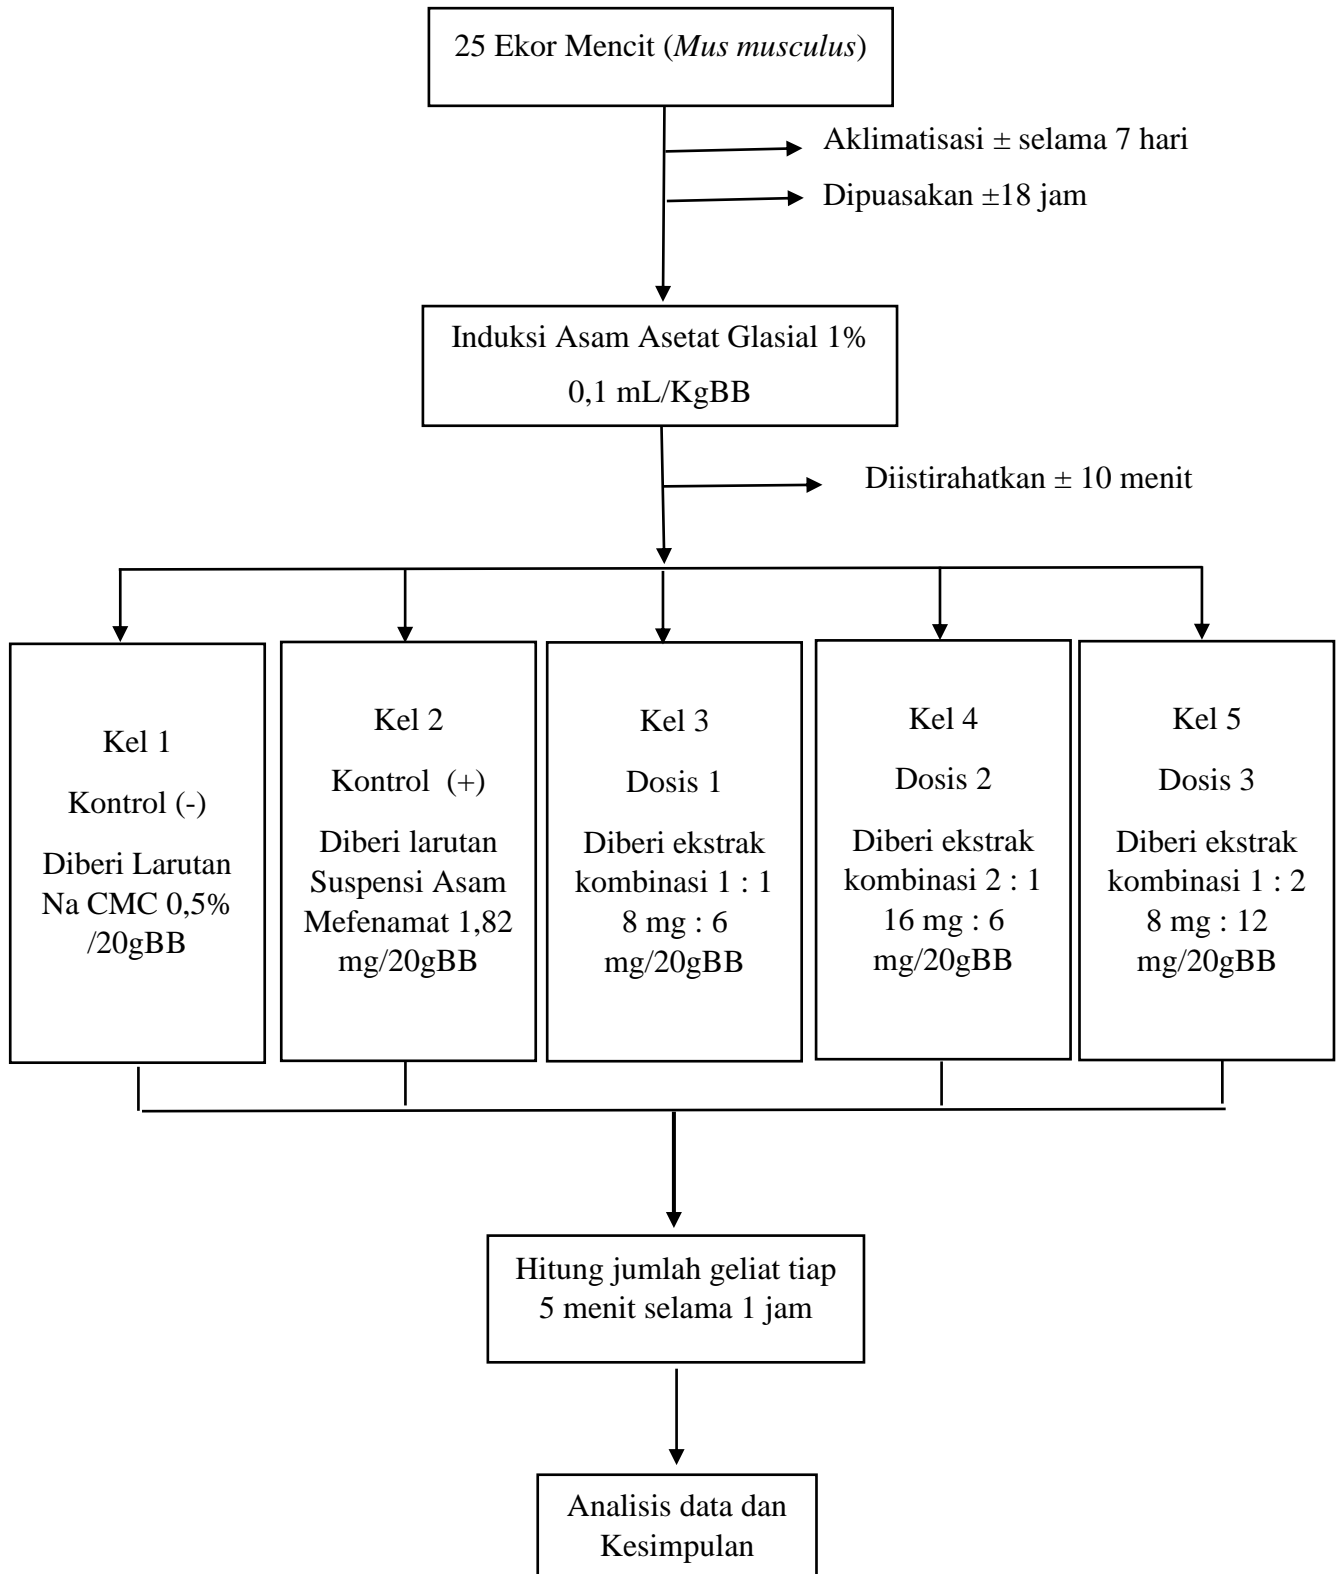 25 Ekor Mencit (Mus musculus)
Aklimatisasi ± selama 7 hari
Dipuasakan ±18 jam
Induksi Asam Asetat Glasial 1%
0,1 mL/KgBB
Diistirahatkan ± 10 menit
Kel 1
Kontrol (-)
Diberi Larutan
Na CMC 0,5%
/20gBB
Kel 2
Kontrol (+)
Diberi larutan
Suspensi Asam
Mefenamat 1,82
mg/20gBB
Kel 3
Dosis 1
Diberi ekstrak
kombinasi 1 : 1
8 mg : 6
mg/20gBB
Kel 4
Dosis 2
Diberi ekstrak
kombinasi 2 : 1
16 mg : 6
mg/20gBB
Kel 5
Dosis 3
Diberi ekstrak
kombinasi 1 : 2
8 mg : 12
mg/20gBB
Hitung jumlah geliat tiap
5 menit selama 1 jam
Analisis data dan
Kesimpulan